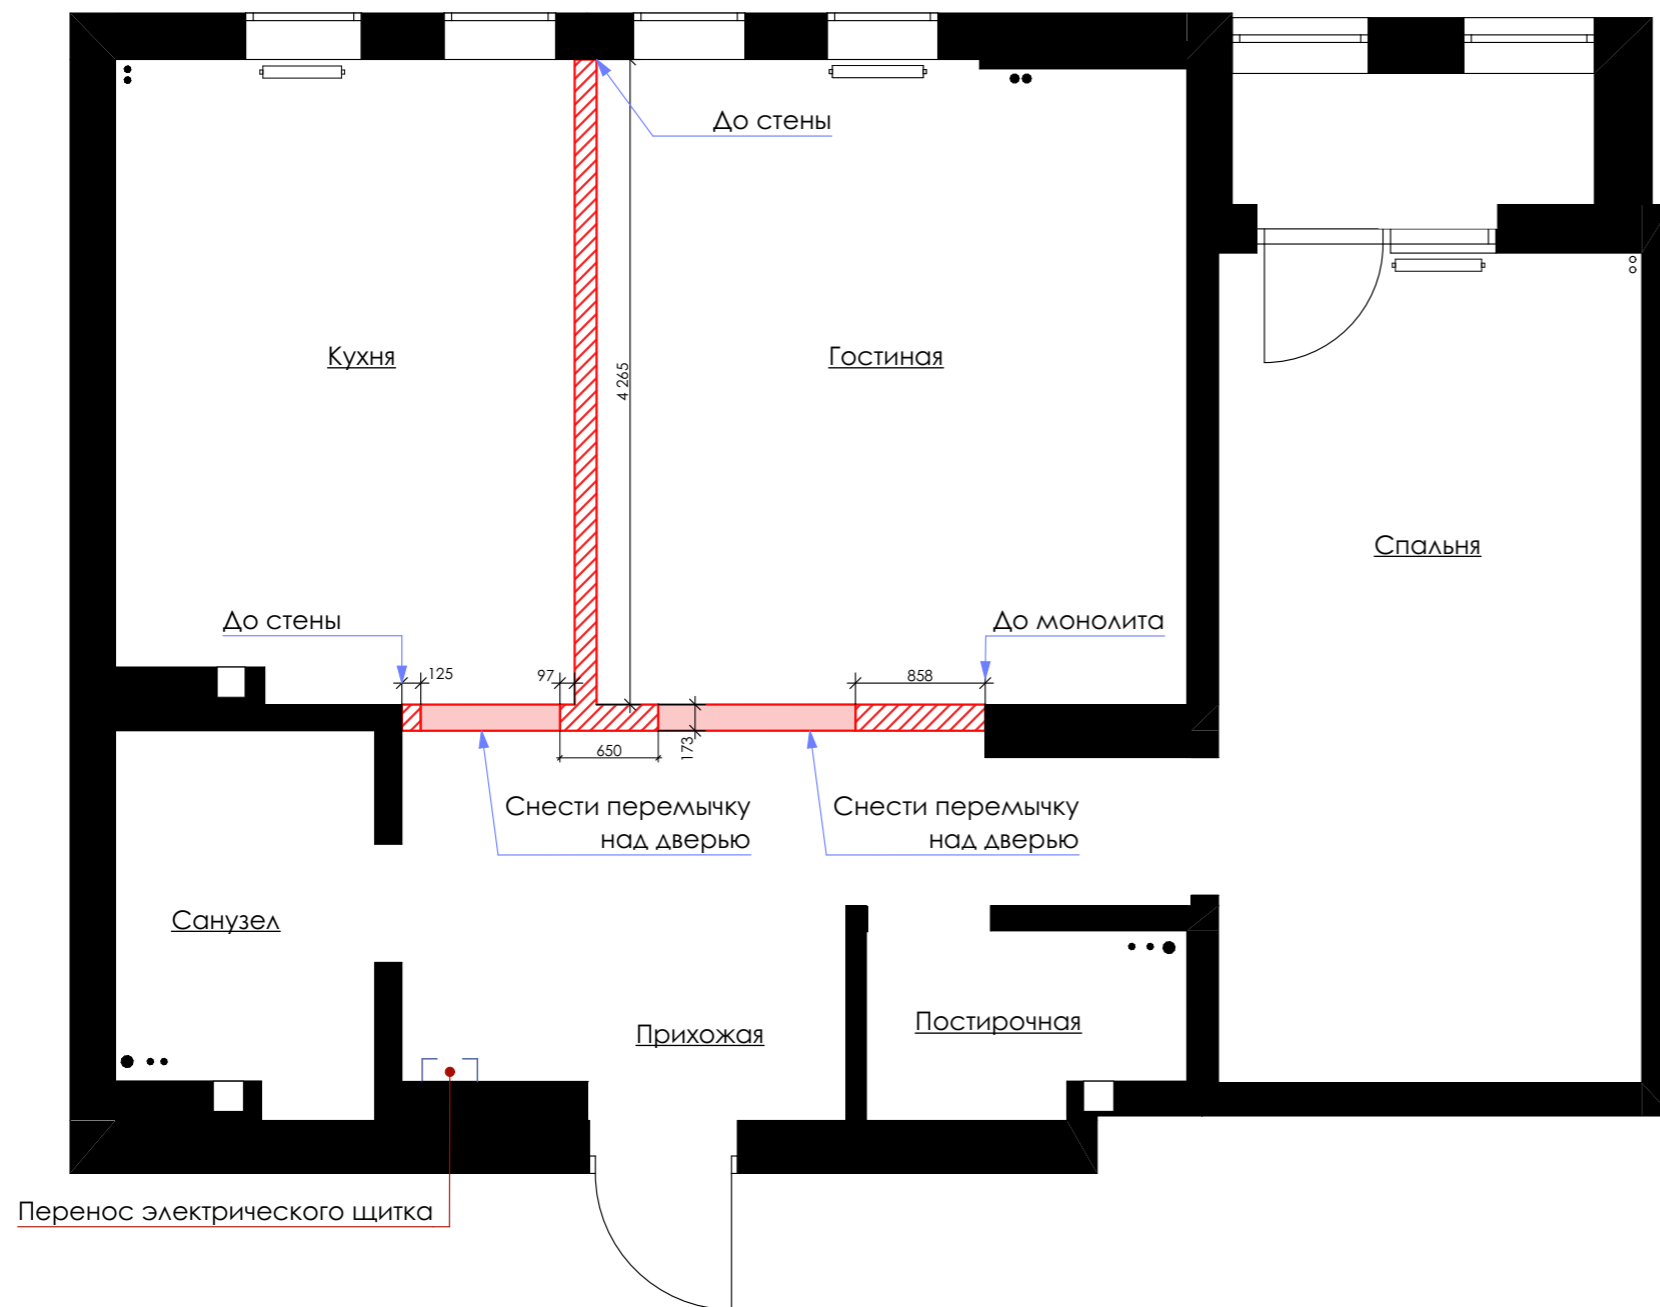 До стены
Кухня
Гостиная
4 265
Спальня
До стены
До монолита
125
97
858
650
173
Снести перемычку
над дверью
Снести перемычку
над дверью
Санузел
Прихожая
Постирочная
Перенос электрического щитка